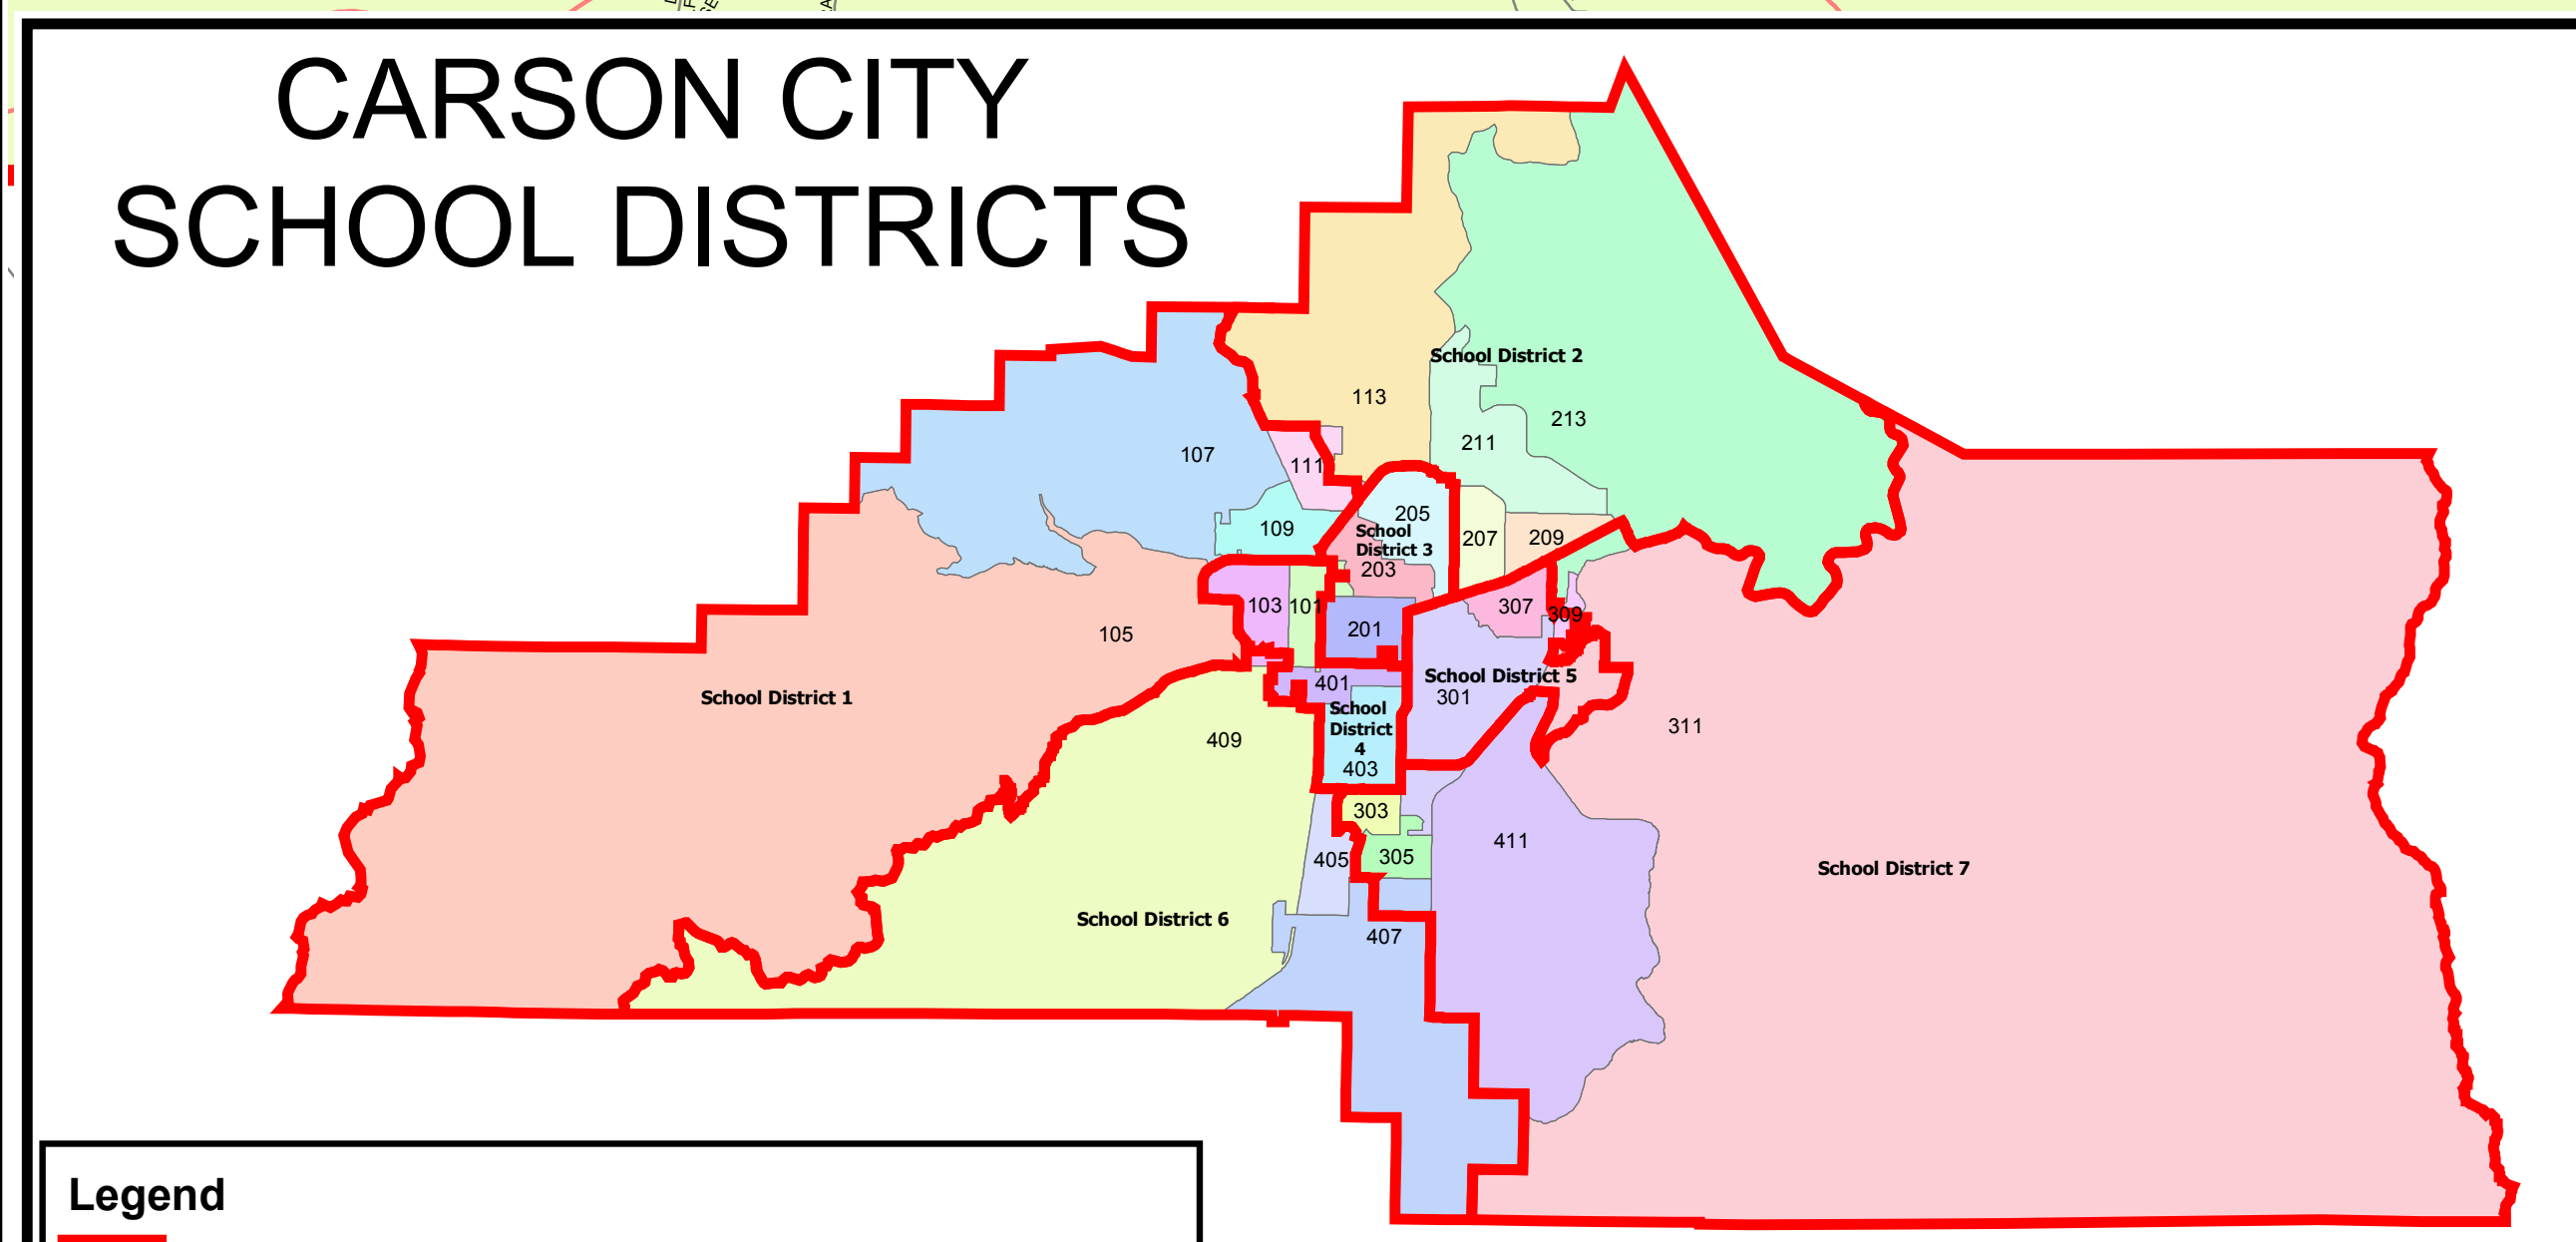 CARSON CITY
SCHOOL DISTRICTS
School District 2
113
213
211
107
111
205
109
School
District 3
207
209
203
103
101
307
309
201
105
School District 5
401
301
School District 1
School
District
4
403
409
311
303
411
405
305
School District 7
School District 6
407
Legend